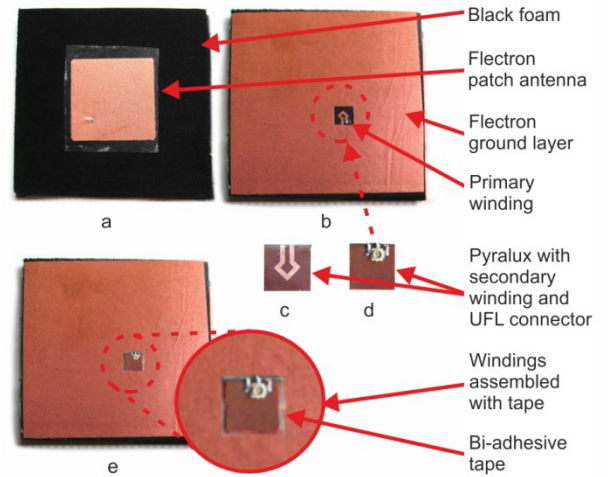 Black foam
Flectron
patch antenna
Flectron
ground layer
Primary
winding
a
b
Pyralux with
secondary
winding and
UFL connector
c
d
Windings
assembled
with tape
Bi-adhesive
tape
e